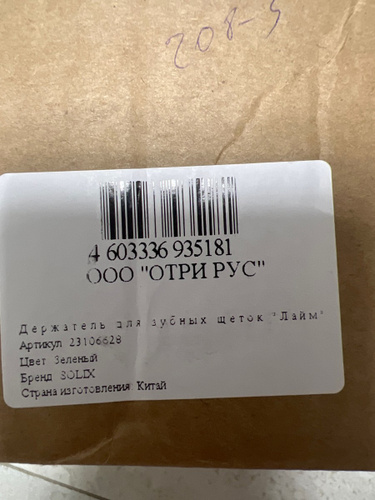 208-5
4 603336 935181
ООО "ОТРИ РУС"
Держатель для зубных щеток "Лайм"
Артикул 23106628
Цвет Зеленый
Бренд SOLIX
Страна изготовления Китай